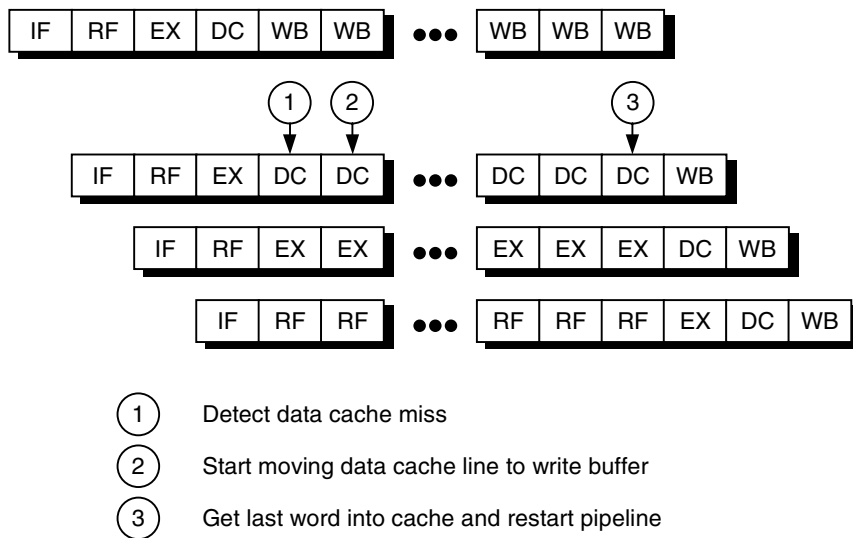 IF RF EX DC WB WB ●●● WB WB WB
1 2 3
IF RF EX DC DC ●●● DC DC DC WB
IF RF EX EX ●●● EX EX EX DC WB
IF RF RF ●●● RF RF RF EX DC WB
1 Detect data cache miss
2 Start moving data cache line to write buffer
3 Get last word into cache and restart pipeline